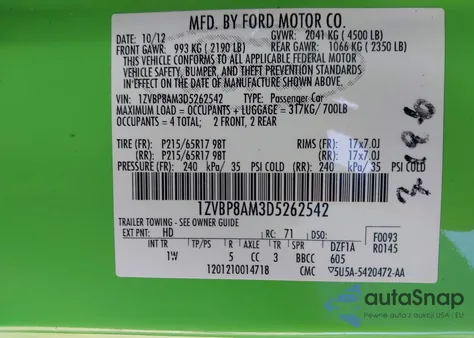 MFD. BY FORD MOTOR CO.
10/12 GVWR: 2041 KG ( 4500 LB)
FRONT GAWR: 993 KG ( 2190 LB) REAR GAWR: 1066 KG ( 2350 LB)
THIS VEHICLE CONFORMS TO ALL APPLICABLE FEDERAL MOTOR
VEHICLE SAFETY, BUMPER, AND THEFT PREVENTION STANDARDS
IN EFFECT ON THE DATE OF MANUFACTURE SHOWN ABOVE.
VIN: 1ZVBP8AM3D5262542 TYPE: Passenger Car
MAXIMUM LOAD = OCCUPANTS + LUGGAGE = 317KG/ 700LB
OCCUPANTS = 4 TOTAL; 2 FRONT, 2 REAR
TIRE (FR): P215/65R17 98T RIMS (FR): 17x7.0J
(RR): P215/65R17 98T (RR): 17x7.0J
PRESSURE (FR): 240 kPa/ 35 PSI COLD (RR): 240 kPa/ 35 PSI COLD
1ZVBP8AM3D5262542
TRAILER TOWING - SEE OWNER GUIDE
EXT PNT: HD RC: 71 DSO: F0093
INT TR TP/PS R AXLE TR SPR DZF1A R0145
1W 5 CC 3 BBCC 605
1201210014718 CMC 5U5A-5420472-AA
autoSnap
Pewne auta z aukcji USA i EU